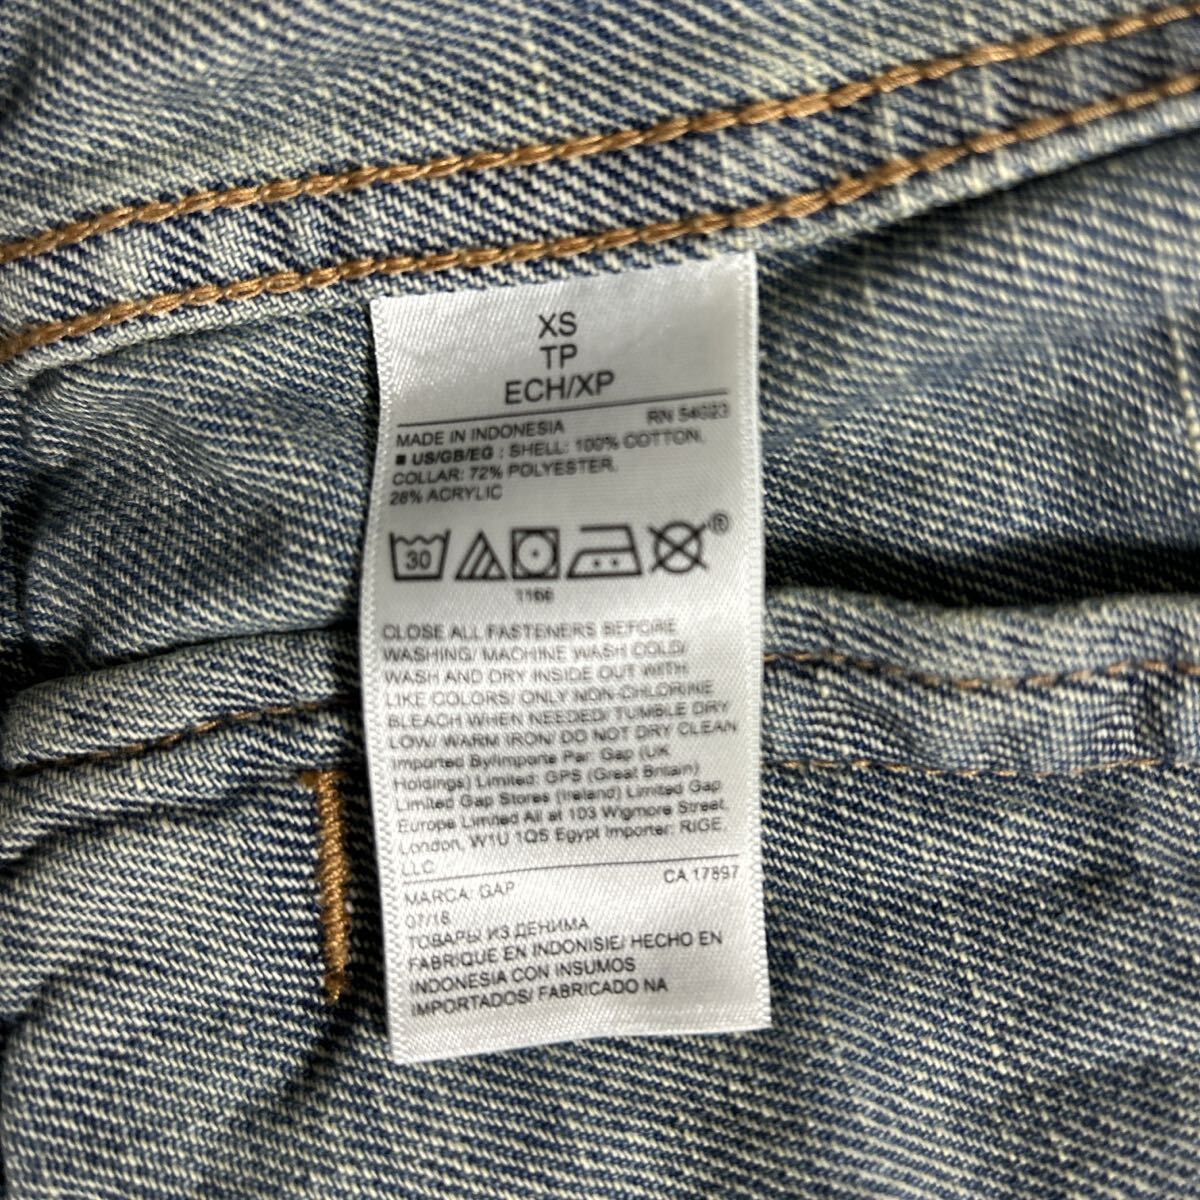 XS
TP
ECH/XP
RN 54023
MADE IN INDONESIA
■ US/GB/EG : SHELL: 100% COTTON.
COLLAR: 72% POLYESTER.
28% ACRYLIC
30 ®
1166
CLOSE ALL FASTENERS BEFORE
WASHING/ MACHINE WASH COLD/
WASH AND DRY INSIDE OUT WITH
LIKE COLORS/ ONLY NON-CHLORINE
BLEACH WHEN NEEDED/ TUMBLE DRY
LOW/ WARM IRON/ DO NOT DRY CLEAN
Imported By/Importe Par: Gap (UK
Holdings) Limited: GPS (Great Britain)
Limited Gap Stores (Ireland) Limited Gap
Europe Limited All at 103 Wigmore Street,
London, W1U 1QS Egypt Importer: RIGE,
LLC
MARCA: GAP CA 17897
07/18
ТОВАРЫ ИЗ ДЕНИМА
FABRIQUE EN INDONISIE/ HECHO EN
INDONESIA CON INSUMOS
IMPORTADOS/ FABRICADO NA